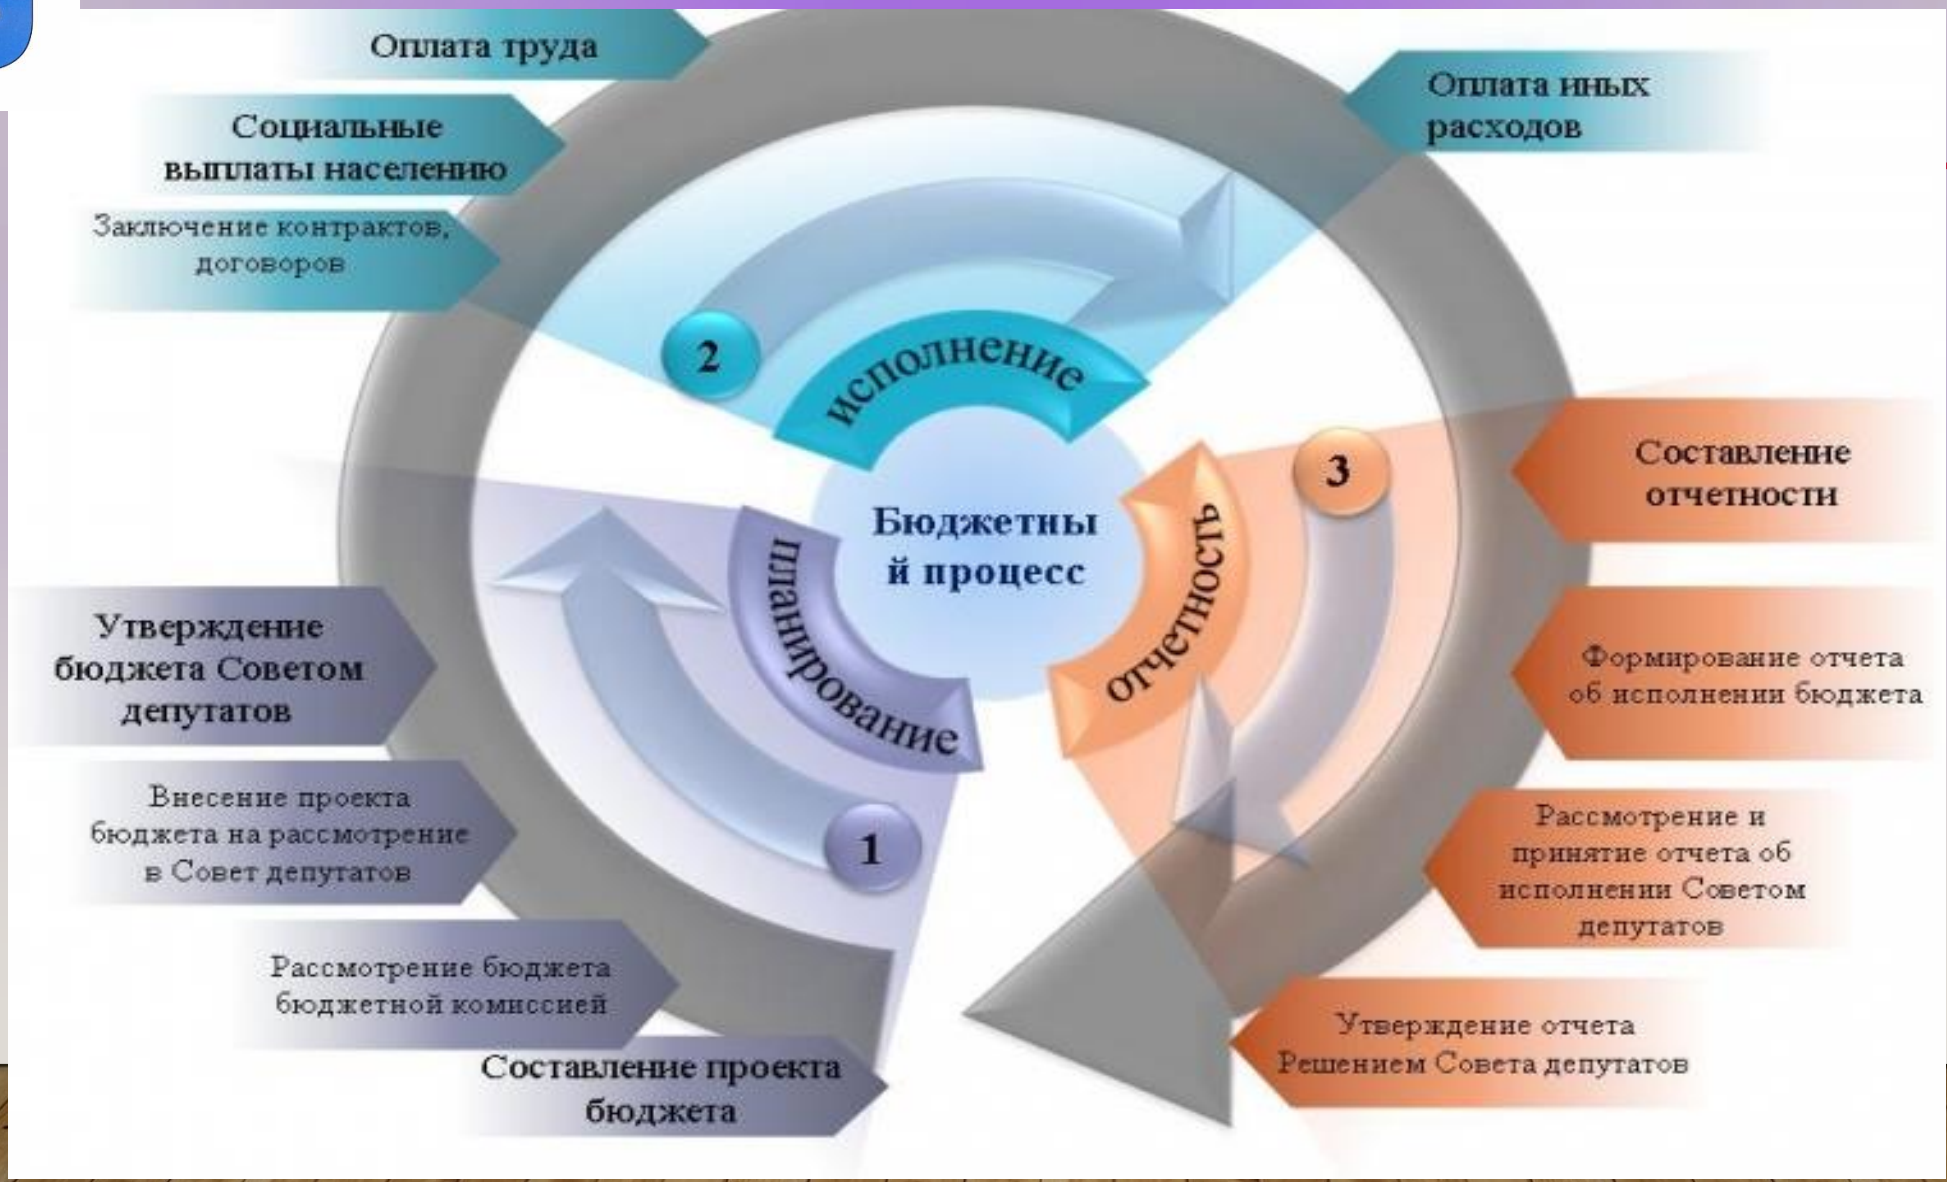 Оплата труда
Социальные
выплаты населению
Заключение контрактов,
договоров
Оплата иных
расходов
2
исполнение
3
Бюджетны
й процесс
планирование
отчетность
1
Составление
отчетности
Формирование отчета
об исполнении бюджета
Рассмотрение и
принятие отчета об
исполнении Советом
депутатов
Утверждение отчета
Решением Совета депутатов
Утверждение
бюджета Советом
депутатов
Внесение проекта
бюджета на рассмотрение
в Совет депутатов
Рассмотрение бюджета
бюджетной комиссией
Составление проекта
бюджета